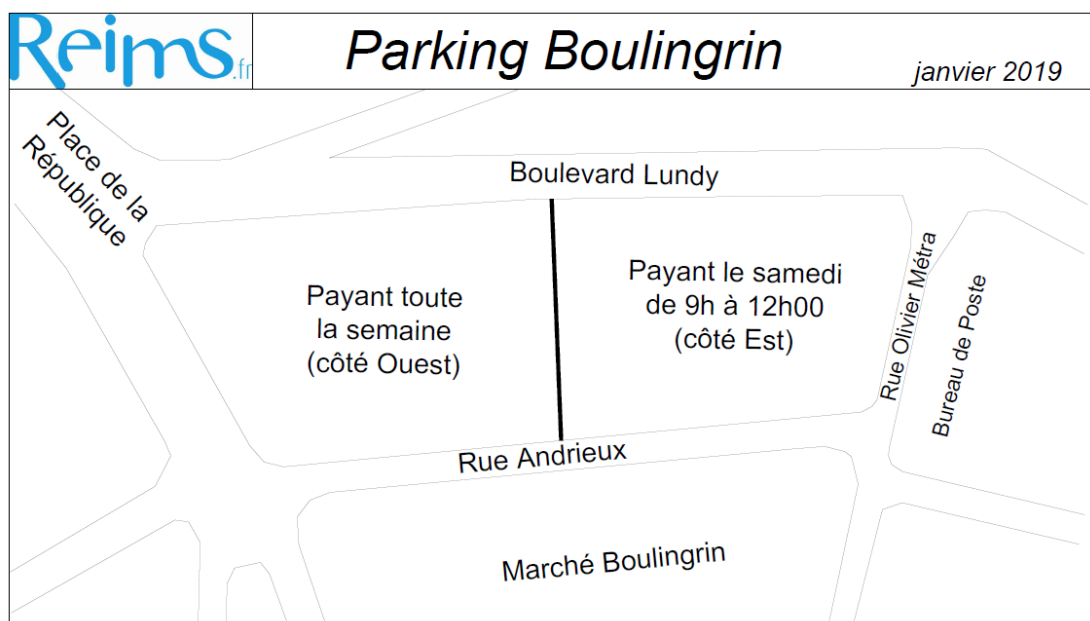 Reims.fr
Parking Boulingrin
janvier 2019
Place de la
République
Boulevard Lundy
Payant toute
la semaine
(côté Ouest)
Payant le samedi
de 9h à 12h00
(côté Est)
Rue Olivier Métra
Bureau de Poste
Rue Andrieux
Marché Boulingrin